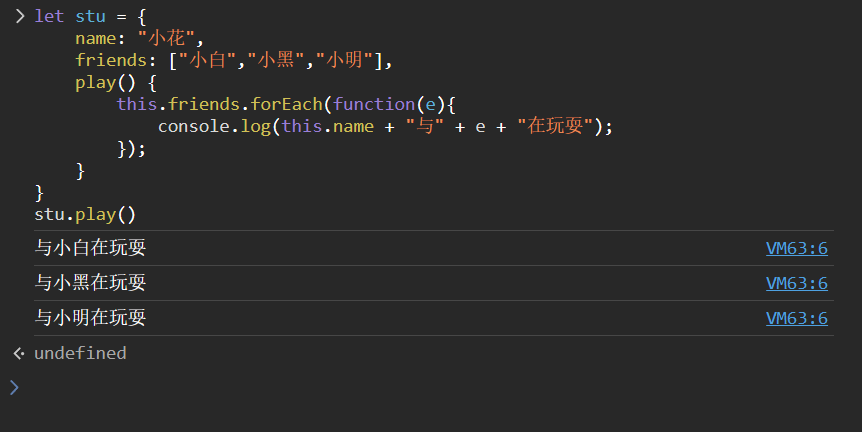 let stu = {
    name: "小花",
    friends: ["小白","小黑","小明"],
    play() {
        this.friends.forEach(function(e){
            console.log(this.name + "与" + e + "在玩耍");
        });
    }
}
stu.play()
与小白在玩耍 VM63:6
与小黑在玩耍 VM63:6
与小明在玩耍 VM63:6
undefined